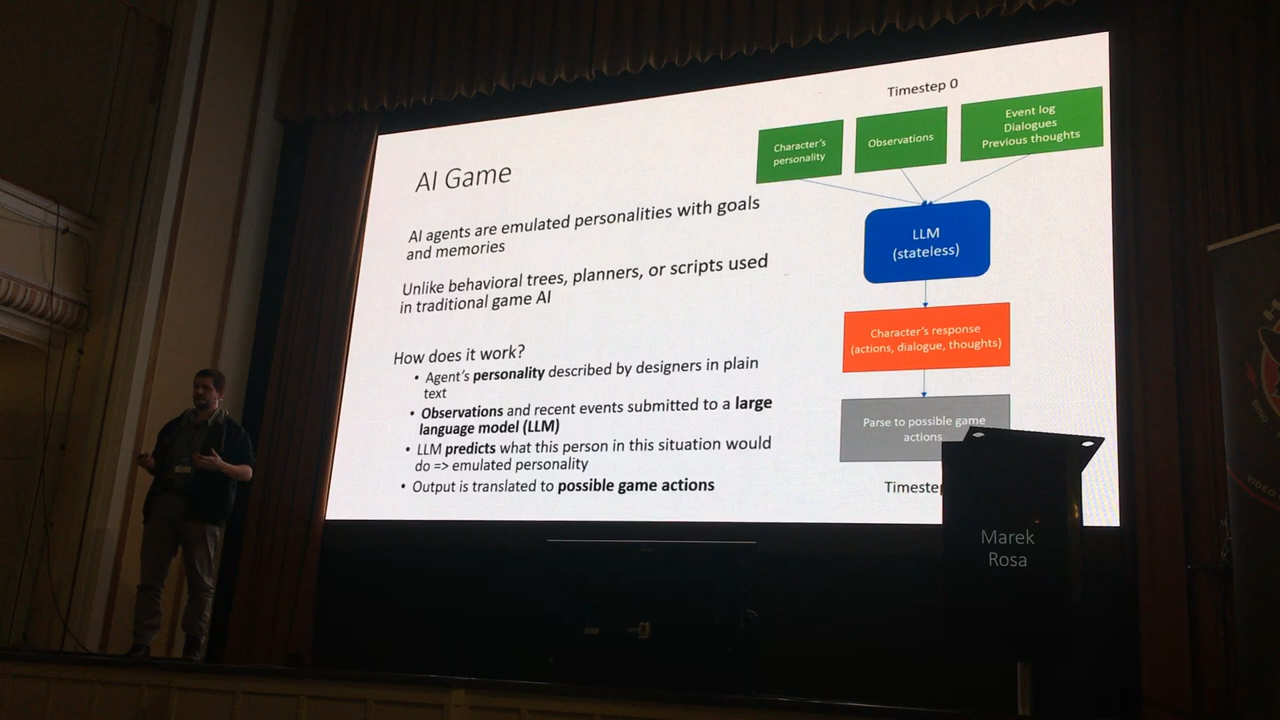 Timestep 0
Character's
personality
Observations
Event log
Dialogues
Previous thoughts
AI Game
AI agents are emulated personalities with goals
and memories
Unlike behavioral trees, planners, or scripts used
in traditional game AI
How does it work?
• Agent's personality described by designers in plain
text
• Observations and recent events submitted to a large
language model (LLM)
• LLM predicts what this person in this situation would
do => emulated personality
• Output is translated to possible game actions
LLM
(stateless)
Character's response
(actions, dialogue, thoughts)
Parse to possible game
actions
Marek
Rosa